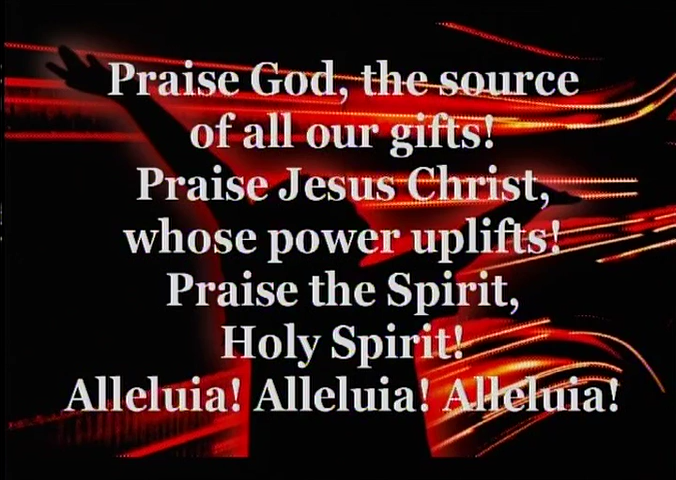 Praise God, the source
of all our gifts!
Praise Jesus Christ,
whose power uplifts!
Praise the Spirit,
Holy Spirit!
Alleluia! Alleluia! Alleluia!